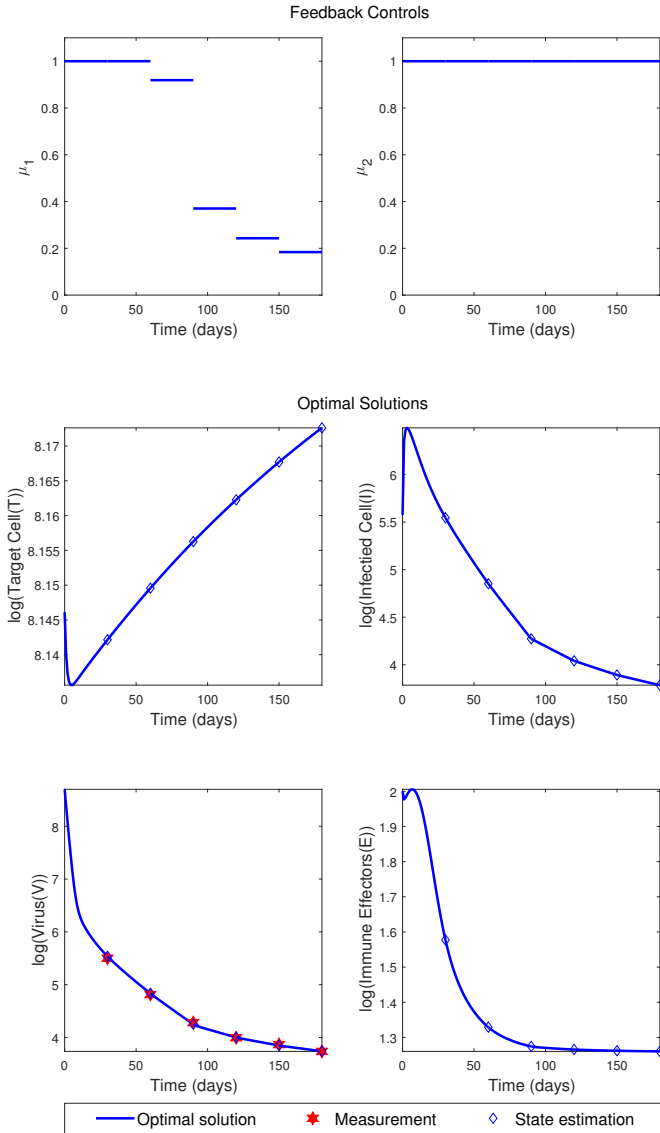 Feedback Controls
1
0.8
0.6
0.4
0.2
0
μ1
0 50 100 150
Time (days)
1
0.8
0.6
0.4
0.2
0
μ2
0 50 100 150
Time (days)
Optimal Solutions
8.17
8.165
8.16
8.155
8.15
8.145
8.14
log(Target Cell(T))
0 50 100 150
Time (days)
6
5.5
5
4.5
4
log(Infectied Cell(I))
0 50 100 150
Time (days)
8
7
6
5
4
log(Virus(V))
0 50 100 150
Time (days)
2
1.9
1.8
1.7
1.6
1.5
1.4
1.3
log(Immune Effectors(E))
0 50 100 150
Time (days)
Optimal solution Measurement State estimation